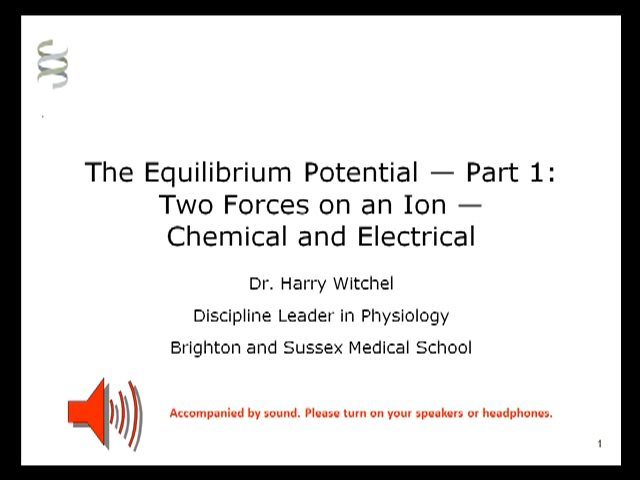 The Equilibrium Potential — Part 1:
Two Forces on an Ion —
Chemical and Electrical
Dr. Harry Witchel
Discipline Leader in Physiology
Brighton and Sussex Medical School
Accompanied by sound. Please turn on your speakers or headphones.
1